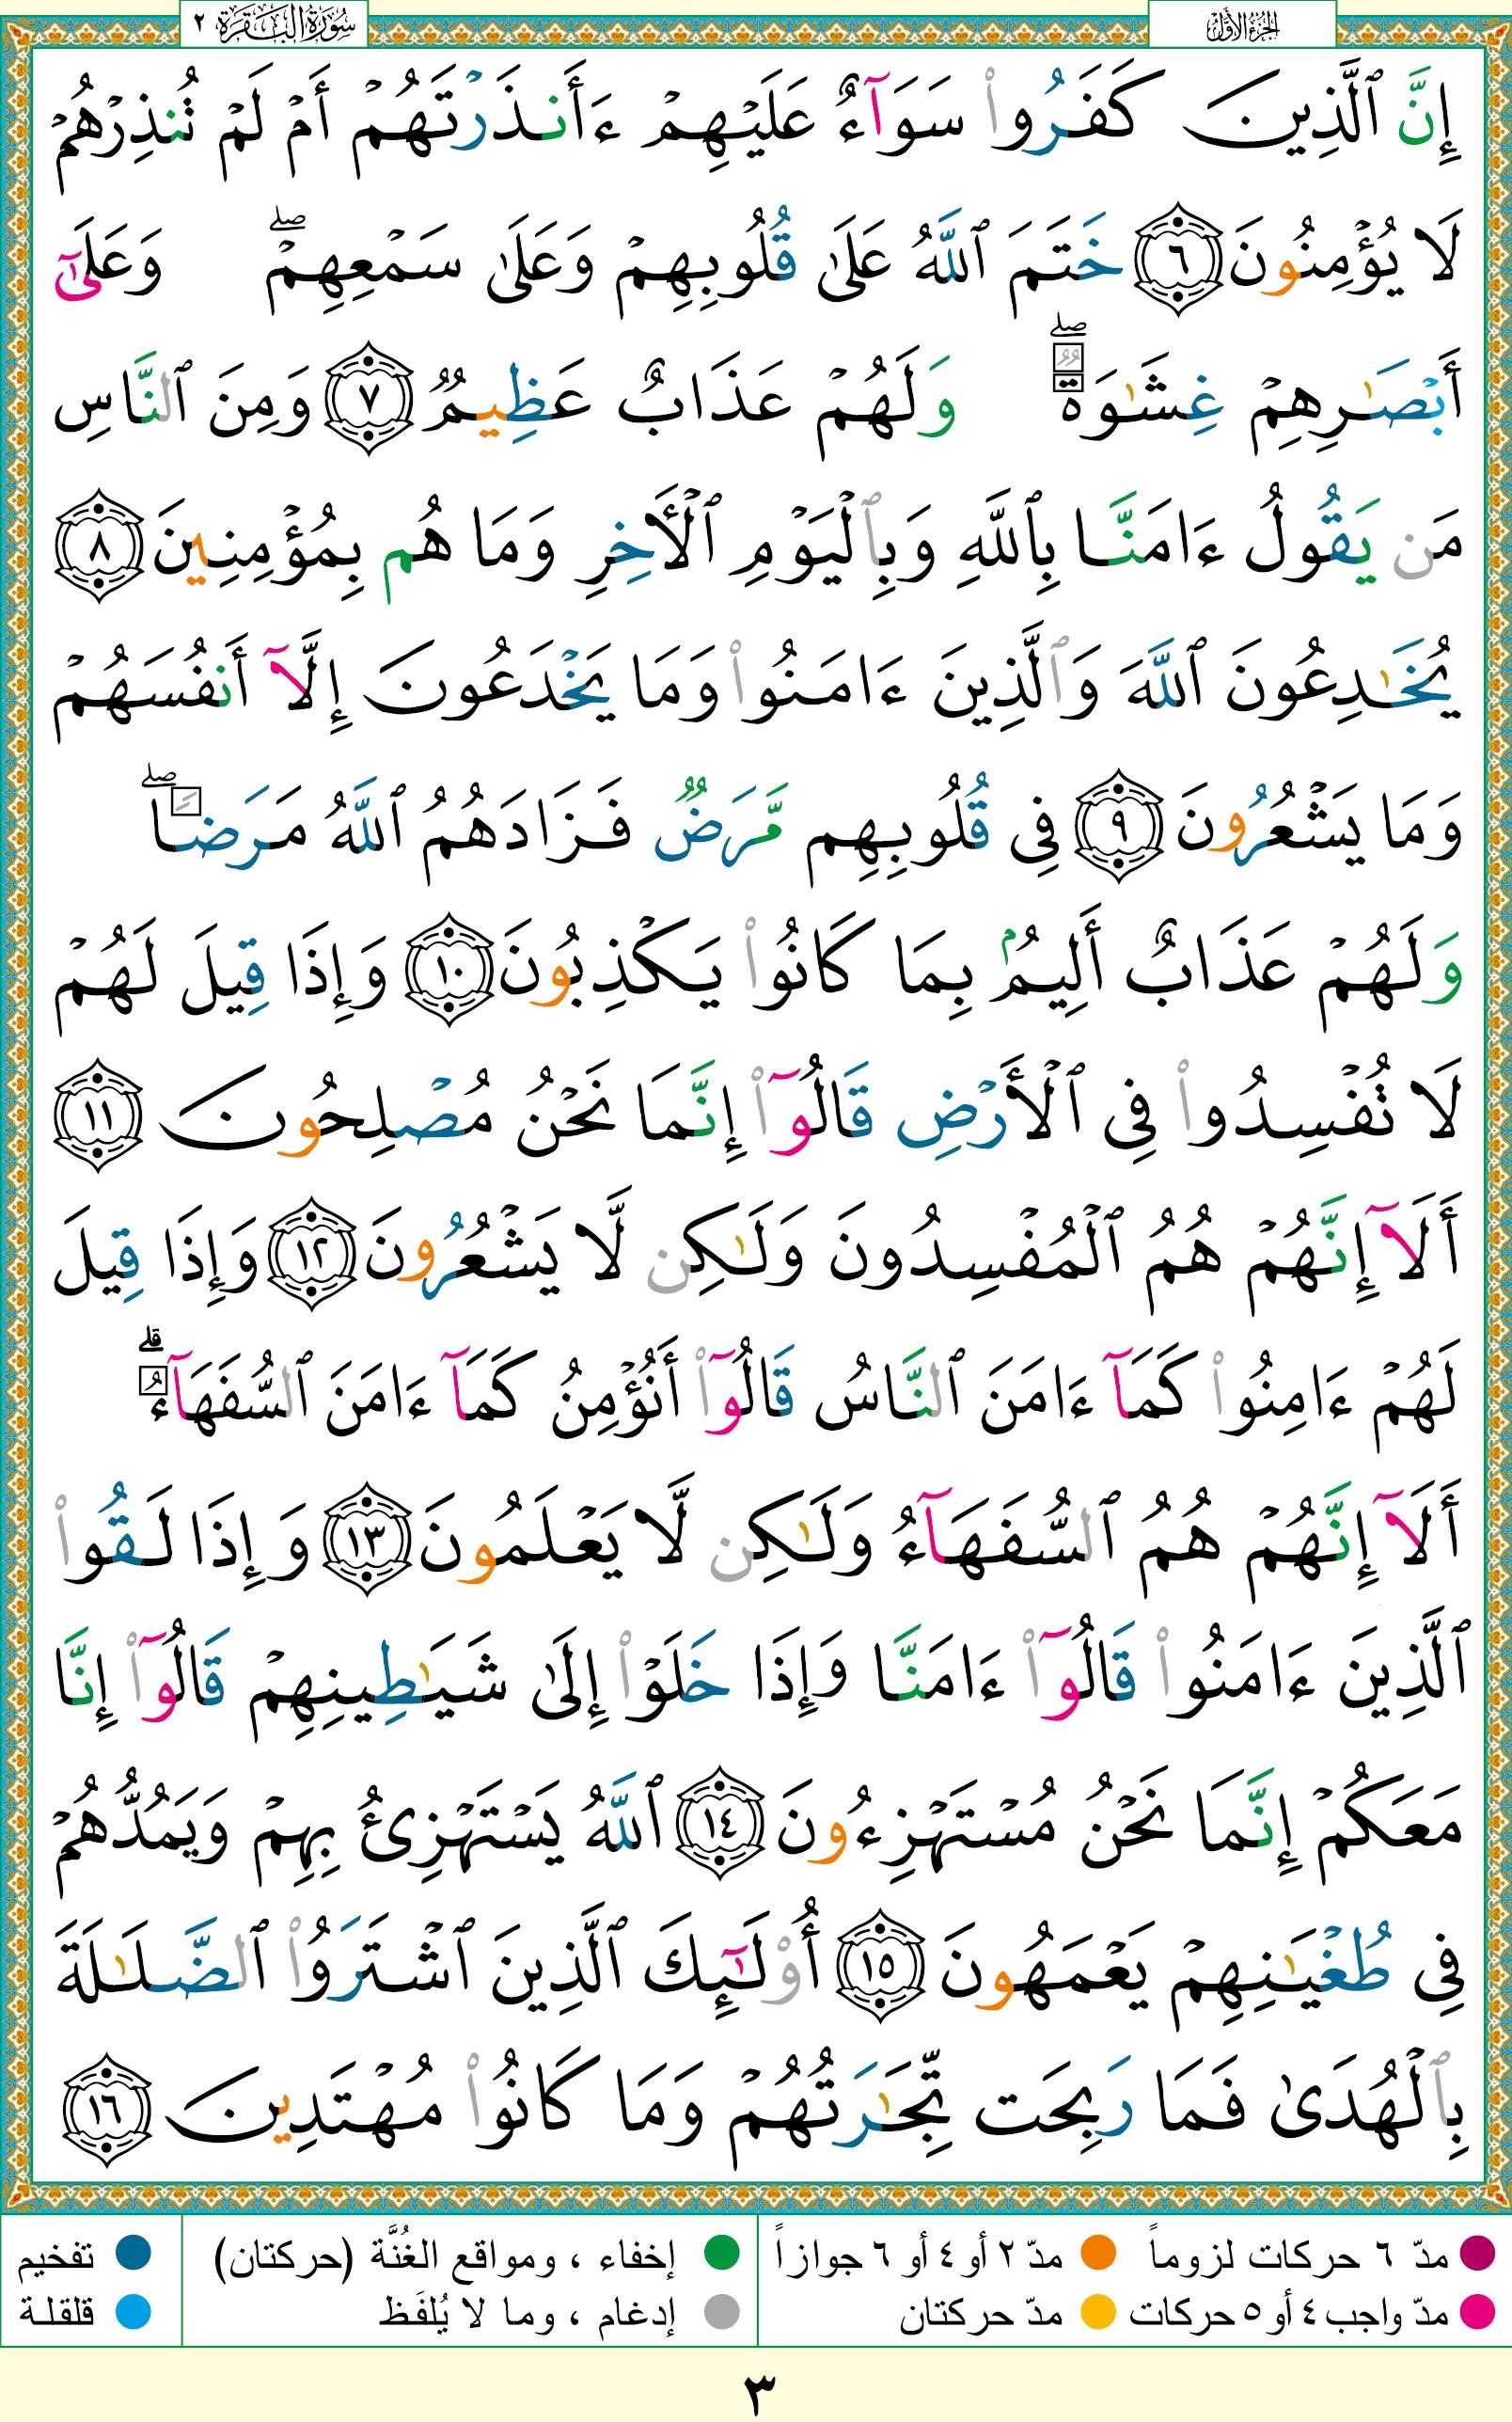 الجزء الأول
سورة البقرة ٢
إِنَّ ٱلَّذِينَ كَفَرُوا۟ سَوَآءٌ عَلَيْهِمْ ءَأَنذَرْتَهُمْ أَمْ لَمْ تُنذِرْهُمْ
لَا يُؤْمِنُونَ ٦ خَتَمَ ٱللَّهُ عَلَىٰ قُلُوبِهِمْ وَعَلَىٰ سَمْعِهِمْ ۖ وَعَلَىٰٓ
أَبْصَـٰرِهِمْ غِشَـٰوَةٌ ۖ وَلَهُمْ عَذَابٌ عَظِيمٌ ٧ وَمِنَ ٱلنَّاسِ
مَن يَقُولُ ءَامَنَّا بِٱللَّهِ وَبِٱلْيَوْمِ ٱلْـَٔاخِرِ وَمَا هُم بِمُؤْمِنِينَ ٨
يُخَـٰدِعُونَ ٱللَّهَ وَٱلَّذِينَ ءَامَنُوا۟ وَمَا يَخْدَعُونَ إِلَّآ أَنفُسَهُمْ
وَمَا يَشْعُرُونَ ٩ فِى قُلُوبِهِم مَّرَضٌ فَزَادَهُمُ ٱللَّهُ مَرَضًا ۖ
وَلَهُمْ عَذَابٌ أَلِيمٌۢ بِمَا كَانُوا۟ يَكْذِبُونَ ١٠ وَإِذَا قِيلَ لَهُمْ
لَا تُفْسِدُوا۟ فِى ٱلْأَرْضِ قَالُوٓا۟ إِنَّمَا نَحْنُ مُصْلِحُونَ ١١
أَلَآ إِنَّهُمْ هُمُ ٱلْمُفْسِدُونَ وَلَـٰكِن لَّا يَشْعُرُونَ ١٢ وَإِذَا قِيلَ
لَهُمْ ءَامِنُوا۟ كَمَآ ءَامَنَ ٱلنَّاسُ قَالُوٓا۟ أَنُؤْمِنُ كَمَآ ءَامَنَ ٱلسُّفَهَآءُ ۗ
أَلَآ إِنَّهُمْ هُمُ ٱلسُّفَهَآءُ وَلَـٰكِن لَّا يَعْلَمُونَ ١٣ وَإِذَا لَقُوا۟
ٱلَّذِينَ ءَامَنُوا۟ قَالُوٓا۟ ءَامَنَّا وَإِذَا خَلَوْا۟ إِلَىٰ شَيَـٰطِينِهِمْ قَالُوٓا۟ إِنَّا
مَعَكُمْ إِنَّمَا نَحْنُ مُسْتَهْزِءُونَ ١٤ ٱللَّهُ يَسْتَهْزِئُ بِهِمْ وَيَمُدُّهُمْ
فِى طُغْيَـٰنِهِمْ يَعْمَهُونَ ١٥ أُو۟لَـٰٓئِكَ ٱلَّذِينَ ٱشْتَرَوُا۟ ٱلضَّلَـٰلَةَ
بِٱلْهُدَىٰ فَمَا رَبِحَت تِّجَـٰرَتُهُمْ وَمَا كَانُوا۟ مُهْتَدِينَ ١٦
مدّ ٦ حركات لزوماً مدّ ٢ أو ٤ أو ٦ جوازاً إخفاء ، ومواقع الغُنَّة (حركتان) تفخيم
مدّ واجب ٤ أو ٥ حركات مدّ حركتان إدغام ، وما لا يُلفَظ قلقلة
٣